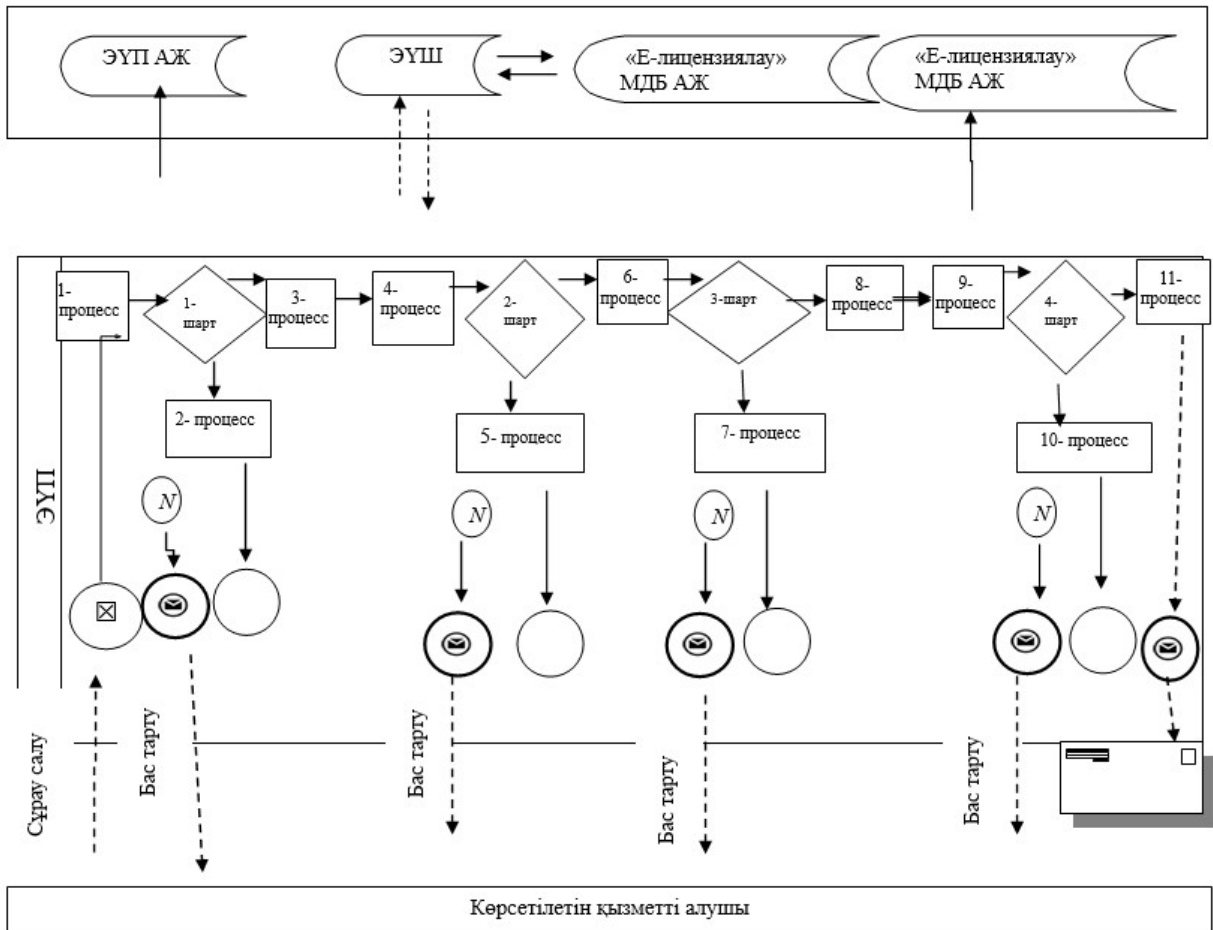 ЭҮП АЖ
ЭҮШ
«Е-лицензиялау»
МДБ АЖ
«Е-лицензиялау»
МДБ АЖ
1-
процесс
1-
шарт
3-
процесс
4-
процесс
2-
шарт
6-
процесс
3-шарт
8-
процесс
9-
процесс
4-
шарт
11-
процесс
2- процесс
5- процесс
7- процесс
10- процесс
ЭҮП
N
N
N
N
Сұрау салу
Бас тарту
Бас тарту
Бас тарту
Бас тарту
Көрсетілетін қызметті алушы